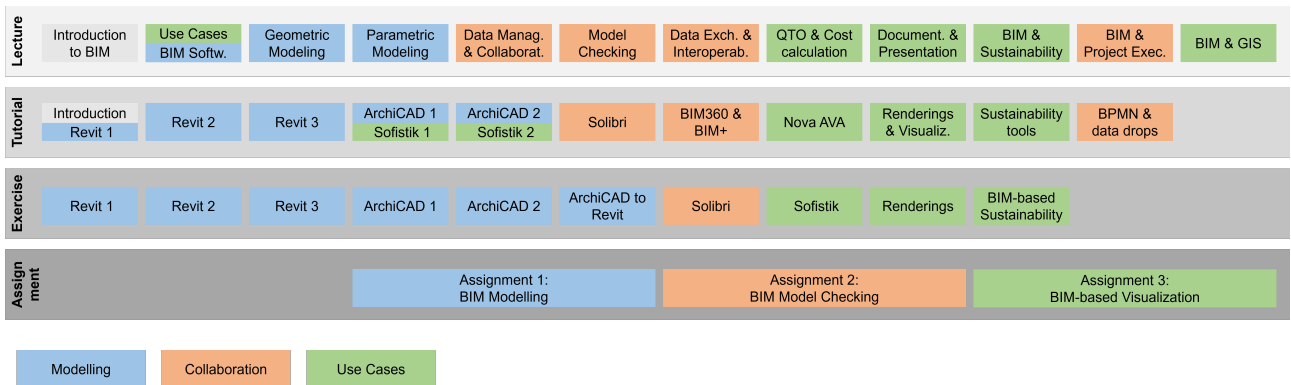 Lecture
Introduction
to BIM
Use Cases
BIM Softw.
Geometric
Modeling
Parametric
Modeling
Data Manag.
& Collaborat.
Model
Checking
Data Exch. &
Interoperab.
QTO & Cost
calculation
Document. &
Presentation
BIM &
Sustainability
BIM &
Project Exec.
BIM & GIS
Tutorial
Introduction
Revit 1
Revit 2
Revit 3
ArchiCAD 1
Sofistik 1
ArchiCAD 2
Sofistik 2
Solibri
BIM360 &
BIM+
Nova AVA
Renderings
& Visualiz.
Sustainability
tools
BPMN &
data drops
Exercise
Revit 1
Revit 2
Revit 3
ArchiCAD 1
ArchiCAD 2
ArchiCAD to
Revit
Solibri
Sofistik
Renderings
BIM-based
Sustainability
Assign
ment
Assignment 1:
BIM Modelling
Assignment 2:
BIM Model Checking
Assignment 3:
BIM-based Visualization
Modelling
Collaboration
Use Cases